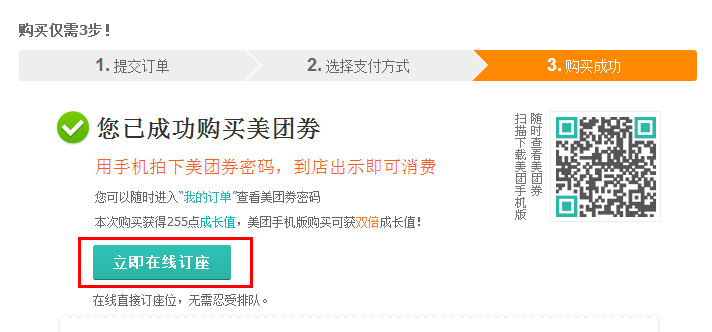 购买仅需3步！
1. 提交订单
2. 选择支付方式
3. 购买成功
您已成功购买美团券
用手机拍下美团券密码，到店出示即可消费
您可以随时进入“我的订单”查看美团券密码
本次购买获得255点成长值，美团手机版购买可获双倍成长值！
立即在线订座
在线直接订座位，无需忍受排队。
随时查看美团券
扫描下载美团手机版